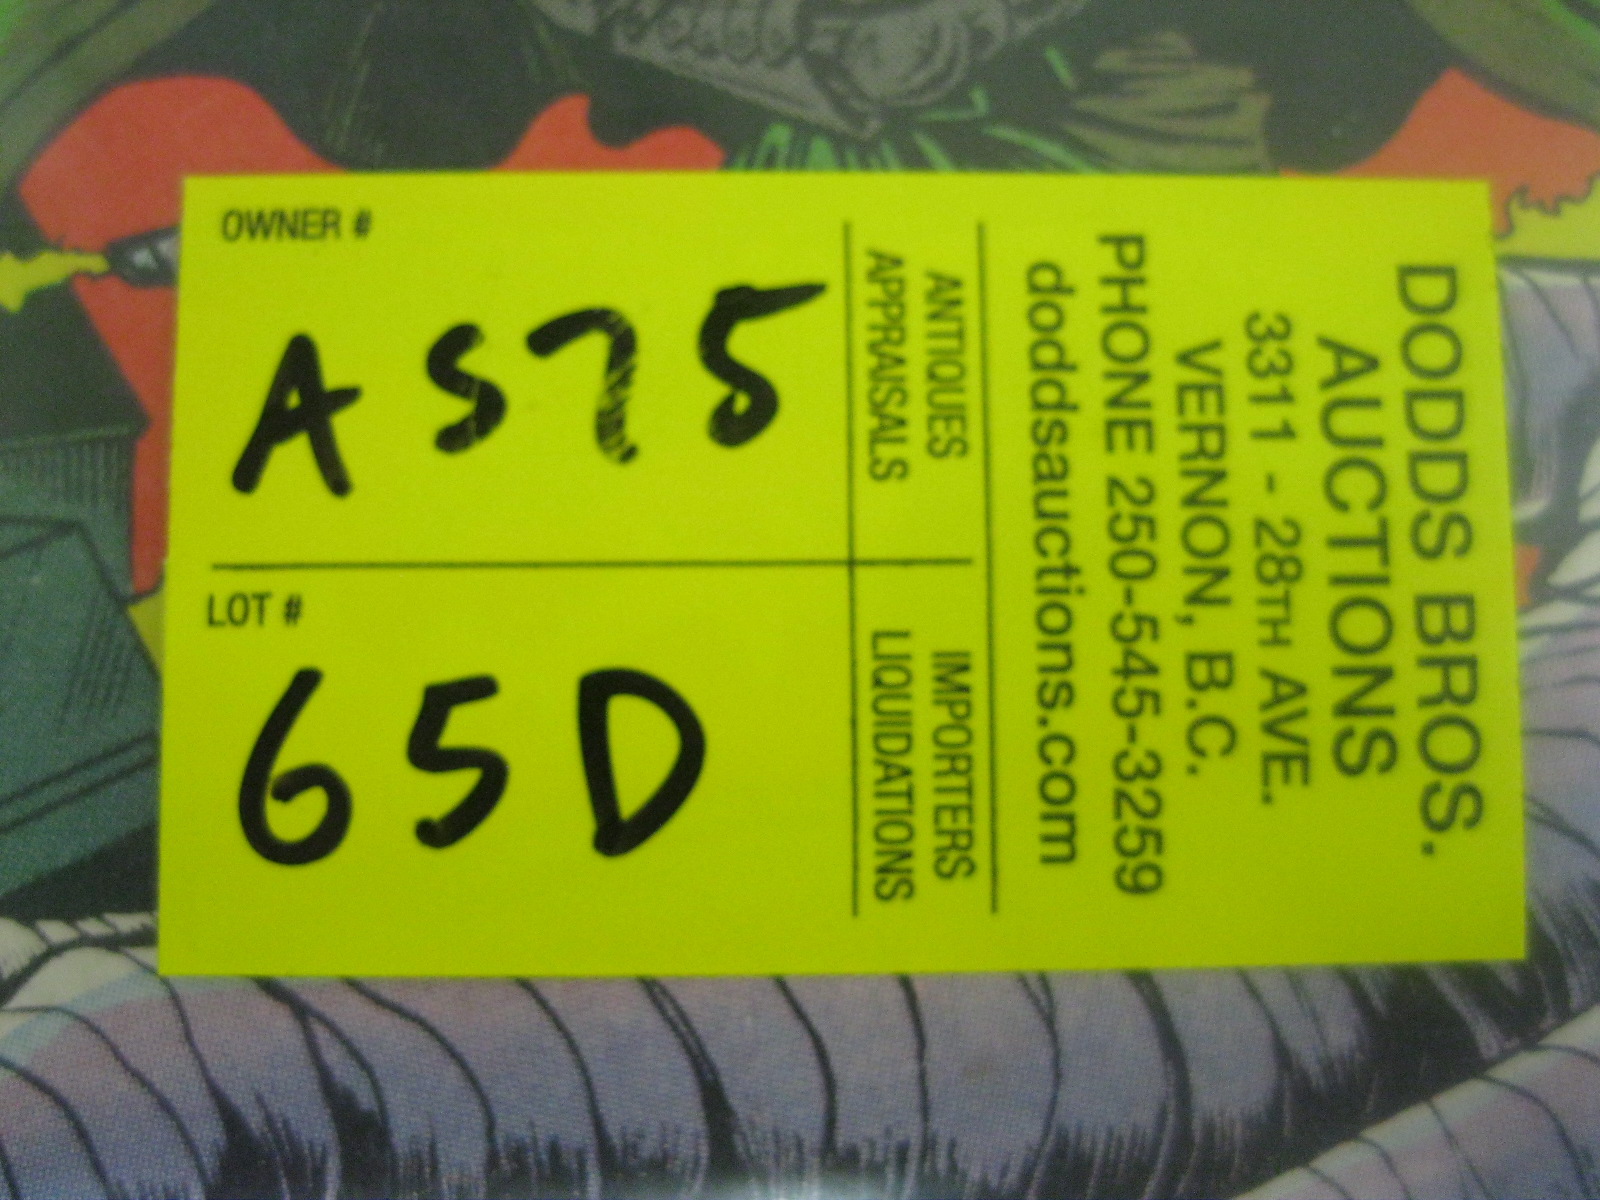 OWNER #
A575
LOT #
65D
ANTIQUES
APPRAISALS
IMPORTERS
LIQUIDATIONS
DODDS BROS.
AUCTIONS
3311 - 28TH AVE.
VERNON, B.C.
PHONE 250-545-3259
doddsauctions.com